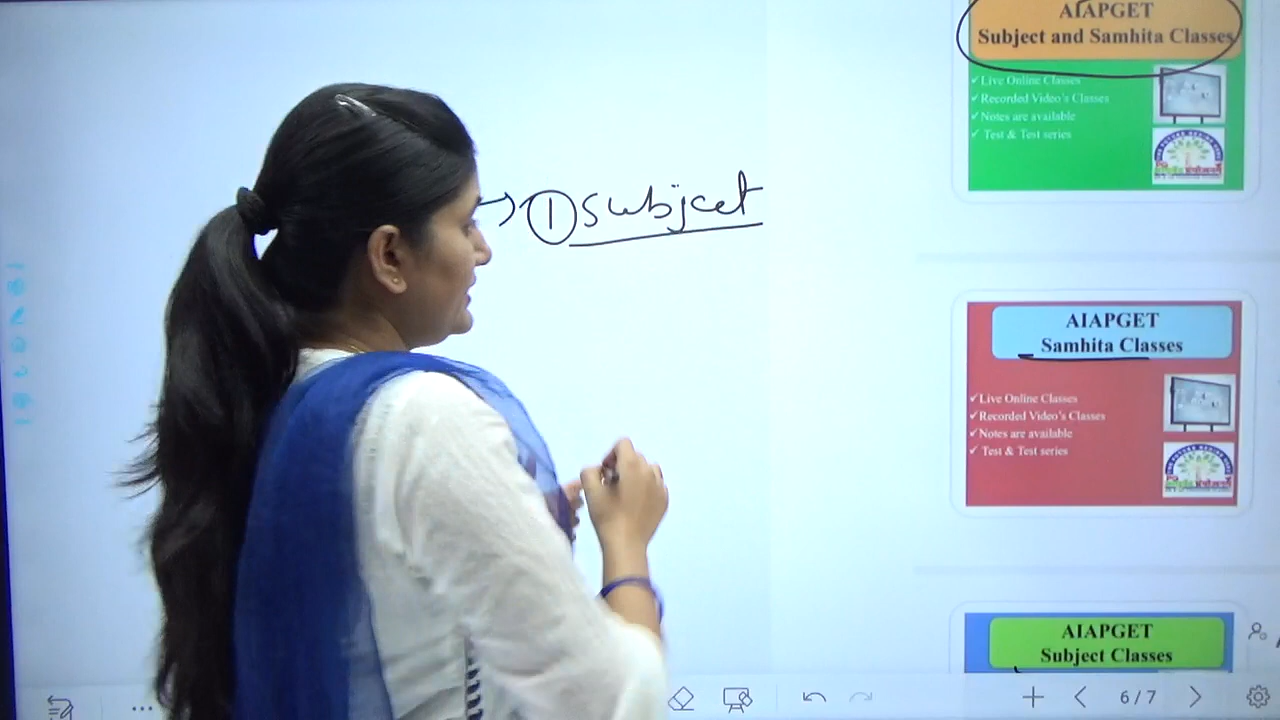 ① Subject
AIAPGET
Subject and Samhita Classes
✓ Live Online Classes
✓ Recorded Video's Classes
✓ Notes are available
✓ Test & Test series
AIAPGET
Samhita Classes
✓ Live Online Classes
✓ Recorded Video's Classes
✓ Notes are available
✓ Test & Test series
AIAPGET
Subject Classes
6/7